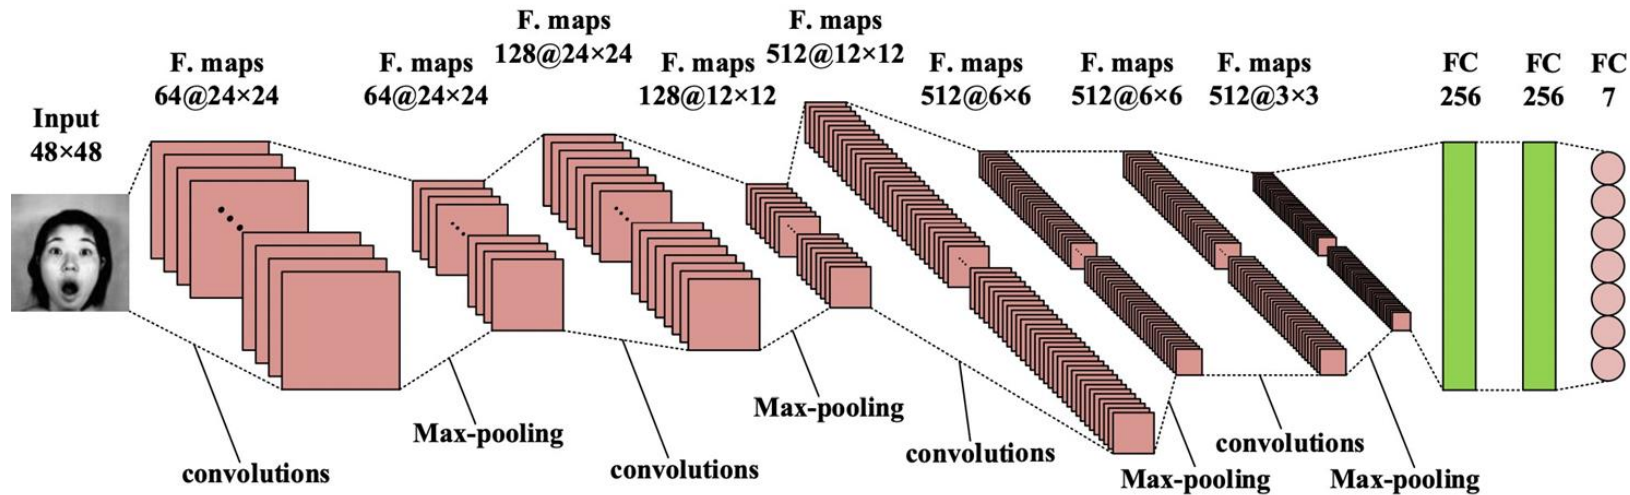 Input
48×48
F. maps
64@24×24
F. maps
64@24×24
F. maps
128@24×24
F. maps
128@12×12
F. maps
512@12×12
F. maps
512@6×6
F. maps
512@6×6
F. maps
512@3×3
FC
256
FC
256
FC
7
convolutions
Max-pooling
convolutions
Max-pooling
convolutions
Max-pooling
convolutions
Max-pooling